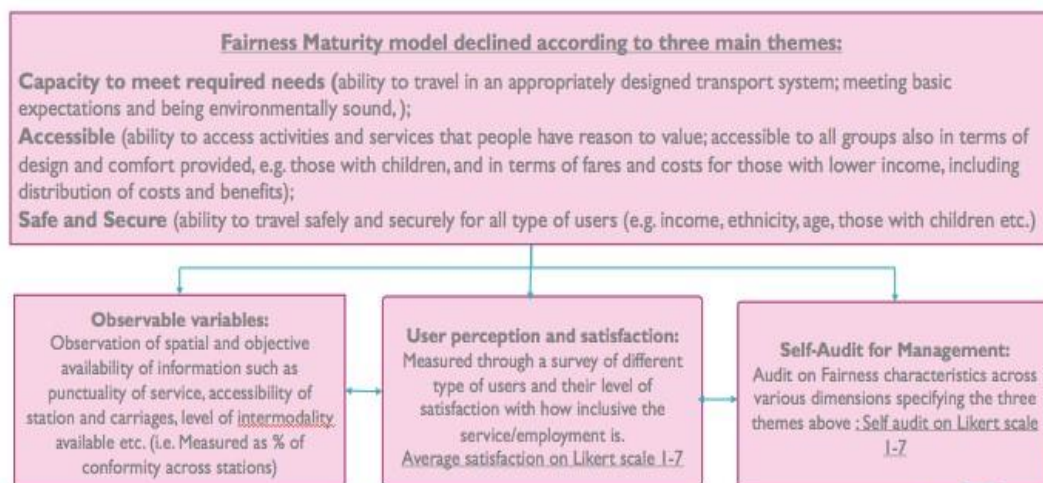 Fairness Maturity model declined according to three main themes:
Capacity to meet required needs (ability to travel in an appropriately designed transport system; meeting basic
expectations and being environmentally sound, );
Accessible (ability to access activities and services that people have reason to value; accessible to all groups also in terms of
design and comfort provided, e.g. those with children, and in terms of fares and costs for those with lower income, including
distribution of costs and benefits);
Safe and Secure (ability to travel safely and securely for all type of users (e.g. income, ethnicity, age, those with children etc.)
Observable variables:
Observation of spatial and objective
availability of information such as
punctuality of service, accessibility of
station and carriages, level of intermodality
available etc. (i.e. Measured as % of
conformity across stations)
User perception and satisfaction:
Measured through a survey of different
type of users and their level of
satisfaction with how inclusive the
service/employment is.
Average satisfaction on Likert scale 1-7
Self-Audit for Management:
Audit on Fairness characteristics across
various dimensions specifying the three
themes above ; Self audit on Likert scale
1-7